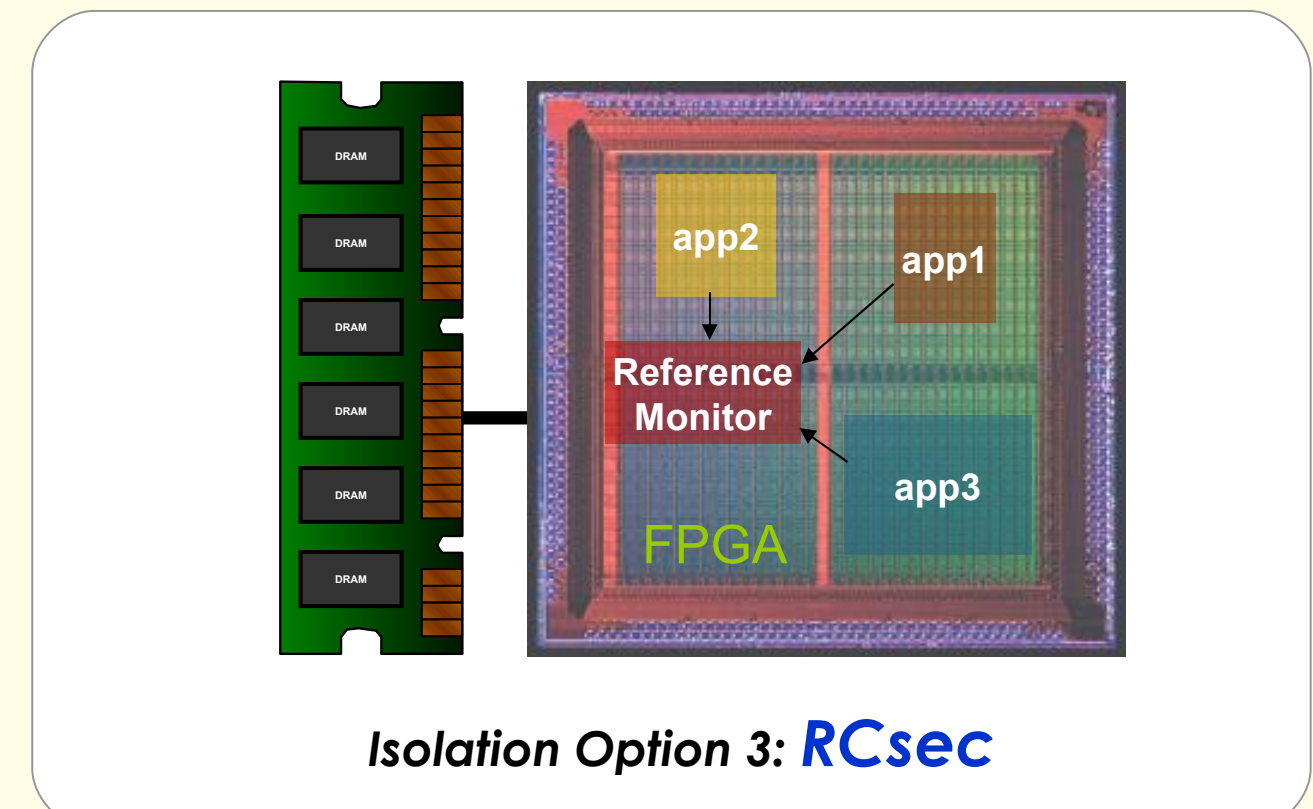 DRAM
DRAM
DRAM
DRAM
DRAM
DRAM
app2
app1
Reference
Monitor
app3
FPGA
Isolation Option 3: RCsec